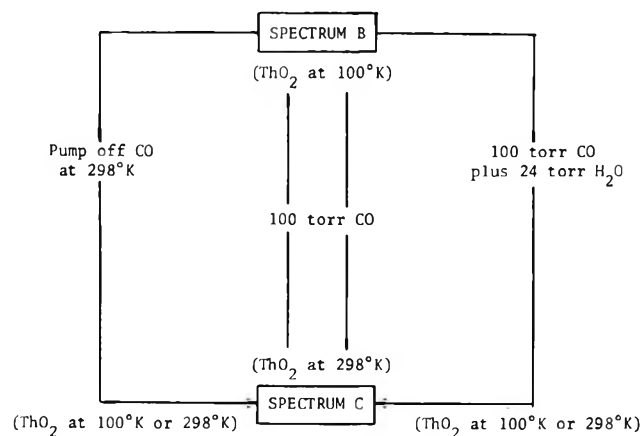 SPECTRUM B
(ThO2 at 100°K)
Pump off CO
at 298°K
100 torr CO
plus 24 torr H2O
100 torr CO
(ThO2 at 298°K)
SPECTRUM C
(ThO2 at 100°K or 298°K)
(ThO2 at 100°K or 298°K)